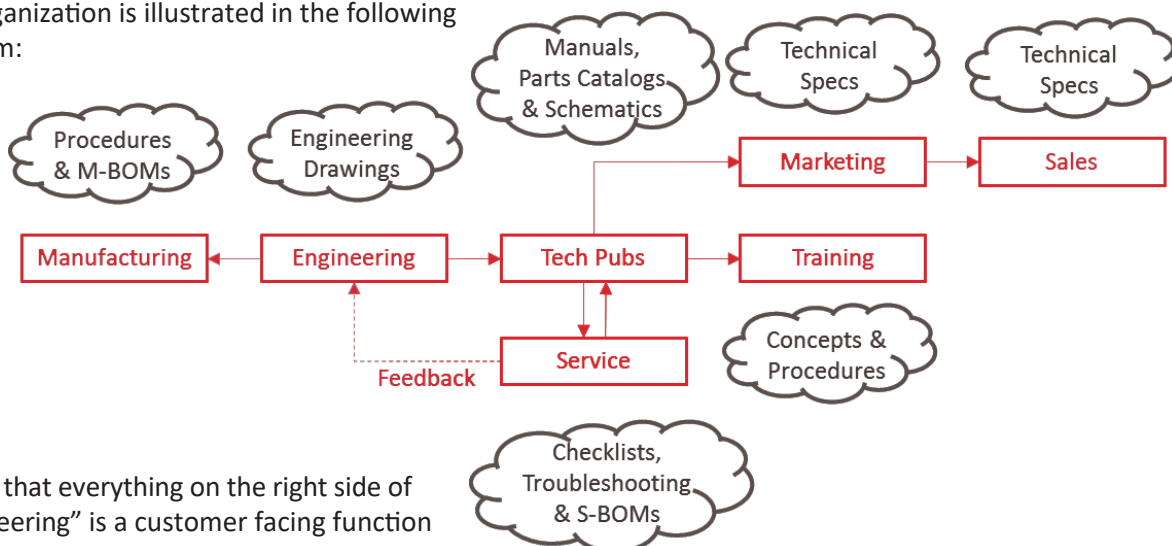 ganization is illustrated in the following
m:
Manuals,
Parts Catalogs
& Schematics
Technical
Specs
Technical
Specs
Procedures
& M-BOMs
Engineering
Drawings
Marketing
Sales
Manufacturing
Engineering
Tech Pubs
Training
Service
Feedback
Concepts &
Procedures
Checklists,
Troubleshooting
& S-BOMs
that everything on the right side of
eering” is a customer facing function